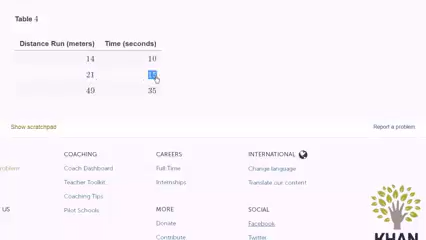 Table 4
Distance Run (meters) Time (seconds)
14 10
21
49 35
Show scratchpad
Report a problem
COACHING CAREERS INTERNATIONAL
Coach Dashboard Full Time Change language
Teacher Toolkit Internships Translate our content
Coaching Tips
US Pilot Schools MORE SOCIAL
Donate Facebook
Contribute Twitter
KHAN